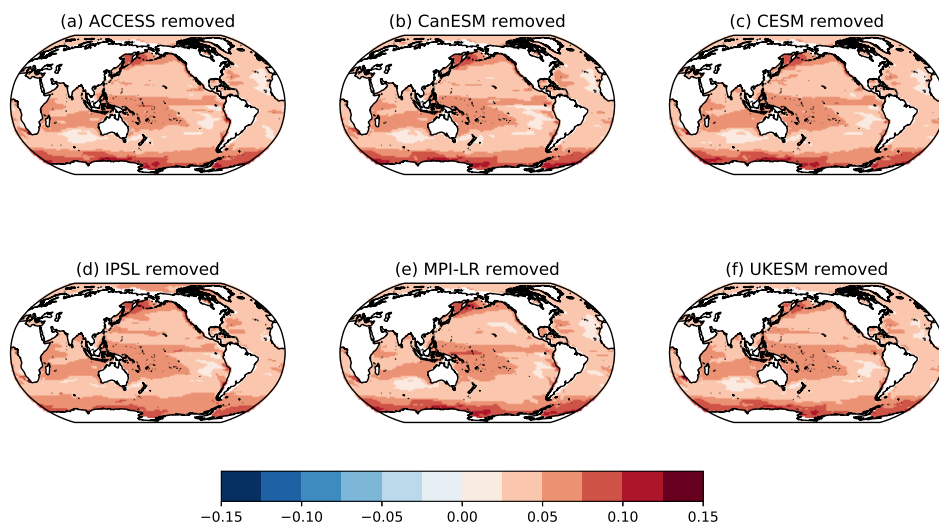 (a) ACCESS removed
(b) CanESM removed
(c) CESM removed
(d) IPSL removed
(e) MPI-LR removed
(f) UKESM removed
−0.15 −0.10 −0.05 0.00 0.05 0.10 0.15